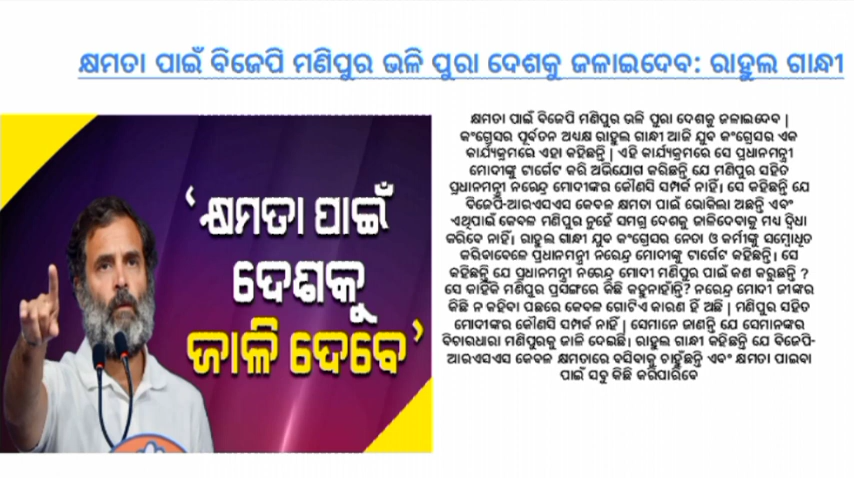 କ୍ଷମତା ପାଇଁ ବିଜେପି ମଣିପୁର ଭଳି ପୁରା ଦେଶକୁ ଜଳାଇଦେବ: ରାହୁଲ ଗାନ୍ଧୀ
‘କ୍ଷମତା ପାଇଁ
ଦେଶକୁ
ଜାଳି ଦେବେ’
କ୍ଷମତା ପାଇଁ ବିଜେପି ମଣିପୁର ଭଳି ପୁରା ଦେଶକୁ ଜଳାଇଦେବ |
କଂଗ୍ରେସର ପୂର୍ବତନ ଅଧ୍ୟକ୍ଷ ରାହୁଲ ଗାନ୍ଧୀ ଆଜି ଯୁବ କଂଗ୍ରେସର ଏକ
କାର୍ଯ୍ୟକ୍ରମରେ ଏହା କହିଛନ୍ତି | ଏହି କାର୍ଯ୍ୟକ୍ରମରେ ସେ ପ୍ରଧାନମନ୍ତ୍ରୀ
ମୋଦୀଙ୍କୁ ଟାର୍ଗେଟ କରି ଅଭିଯୋଗ କରିଛନ୍ତି ଯେ ମଣିପୁର ସହିତ
ପ୍ରଧାନମନ୍ତ୍ରୀ ନରେନ୍ଦ୍ର ମୋଦୀଙ୍କର କୌଣସି ସମ୍ପର୍କ ନାହିଁ। ସେ କହିଛନ୍ତି ଯେ
ବିଜେପି-ଆରଏସଏସ କେବଳ କ୍ଷମତା ପାଇଁ ଭୋକିଲା ଅଛନ୍ତି ଏବଂ
ଏଥିପାଇଁ କେବଳ ମଣିପୁର ନୁହେଁ ସମଗ୍ର ଦେଶକୁ ଜାଳିଦେବାକୁ ମଧ୍ୟ ଦ୍ୱିଧା
କରିବେ ନାହିଁ। ରାହୁଲ ଗାନ୍ଧୀ ଯୁବ କଂଗ୍ରେସର ନେତା ଓ କର୍ମୀଙ୍କୁ ସମ୍ବୋଧିତ
କରିବାବେଳେ ପ୍ରଧାନମନ୍ତ୍ରୀ ନରେନ୍ଦ୍ର ମୋଦୀଙ୍କୁ ଟାର୍ଗେଟ କହିଛନ୍ତି। ସେ
କହିଛନ୍ତି ଯେ ପ୍ରଧାନମନ୍ତ୍ରୀ ନରେନ୍ଦ୍ର ମୋଦୀ ମଣିପୁର ପାଇଁ କଣ କରୁଛନ୍ତି ?
ସେ କାହିଁକି ମଣିପୁର ପ୍ରସଙ୍ଗରେ କିଛି କହୁନାହାଁନ୍ତି? ନରେନ୍ଦ୍ର ମୋଦୀ ଜୀଙ୍କର
କିଛି ନ କହିବା ପଛରେ କେବଳ ଗୋଟିଏ କାରଣ ହିଁ ଅଛି | ମଣିପୁର ସହିତ
ମୋଦୀଙ୍କର କୌଣସି ସମ୍ପର୍କ ନାହିଁ | ସେମାନେ ଜାଣନ୍ତି ଯେ ସେମାନଙ୍କର
ବିଚାରଧାରା ମଣିପୁରକୁ ଜାଳି ଦେଇଛି। ରାହୁଲ ଗାନ୍ଧୀ କହିଛନ୍ତି ଯେ ବିଜେପି-
ଆରଏସଏସ କେବଳ କ୍ଷମତାରେ ବସିବାକୁ ଚାହୁଁଛନ୍ତି ଏବଂ କ୍ଷମତା ପାଇବା
ପାଇଁ ସବୁ କିଛି କରିପାରିବେ